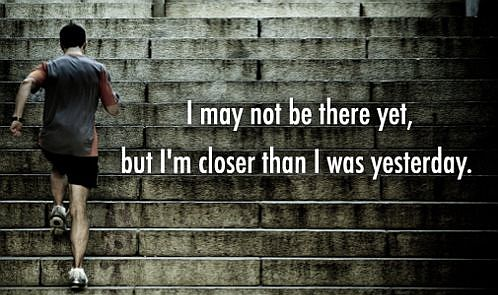 I may not be there yet,
but I'm closer than I was yesterday.